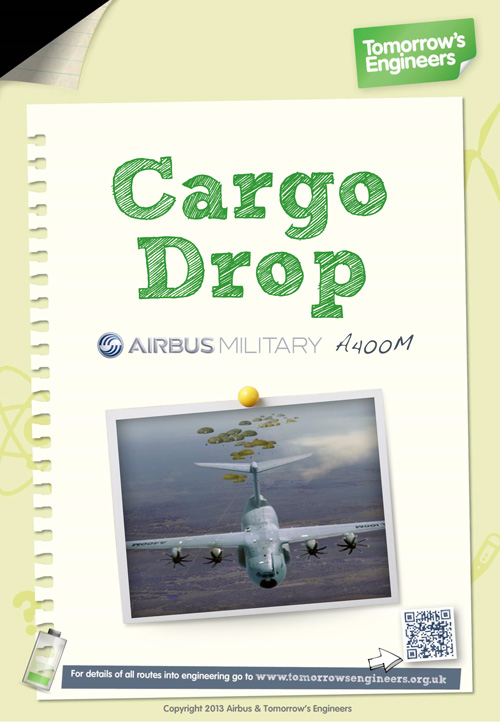 Tomorrow's
Engineers
Cargo
Drop
AIRBUS MILITARY A400M
A400M
For details of all routes into engineering go to www.tomorrowsengineers.org.uk
Copyright 2013 Airbus & Tomorrow's Engineers